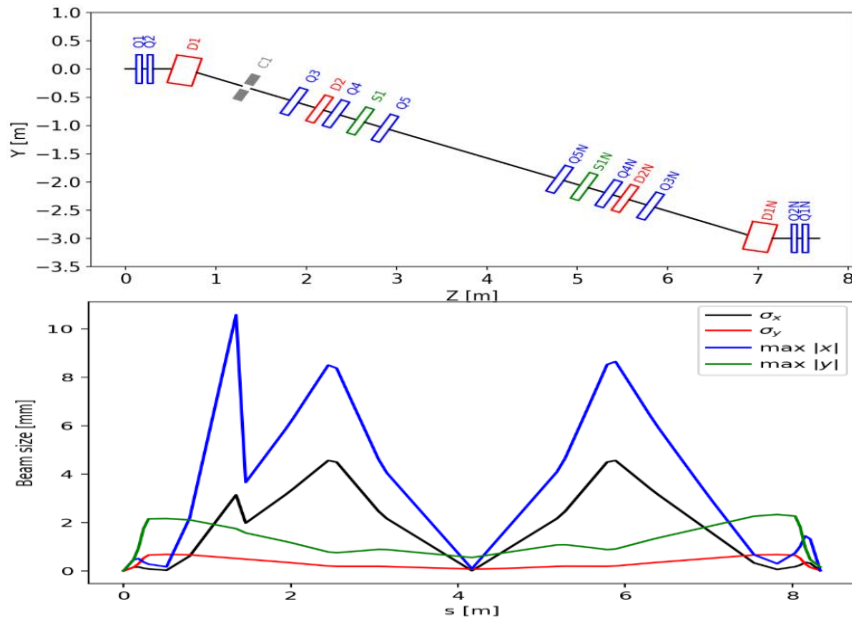 1.0
0.5
0.0
−0.5
−1.0
−1.5
−2.0
−2.5
−3.0
−3.5
Y [m]
Q1
Q2
D1
C1
Q3
D2
Q4
S1
Q5
Q5N
S1N
Q4N
D2N
Q3N
D1N
Q2N
Q1N
0 1 2 3 4 5 6 7 8
Z [m]
10
8
6
4
2
0
Beam size [mm]
σx
σy
max |x|
max |y|
0 2 4 6 8
s [m]